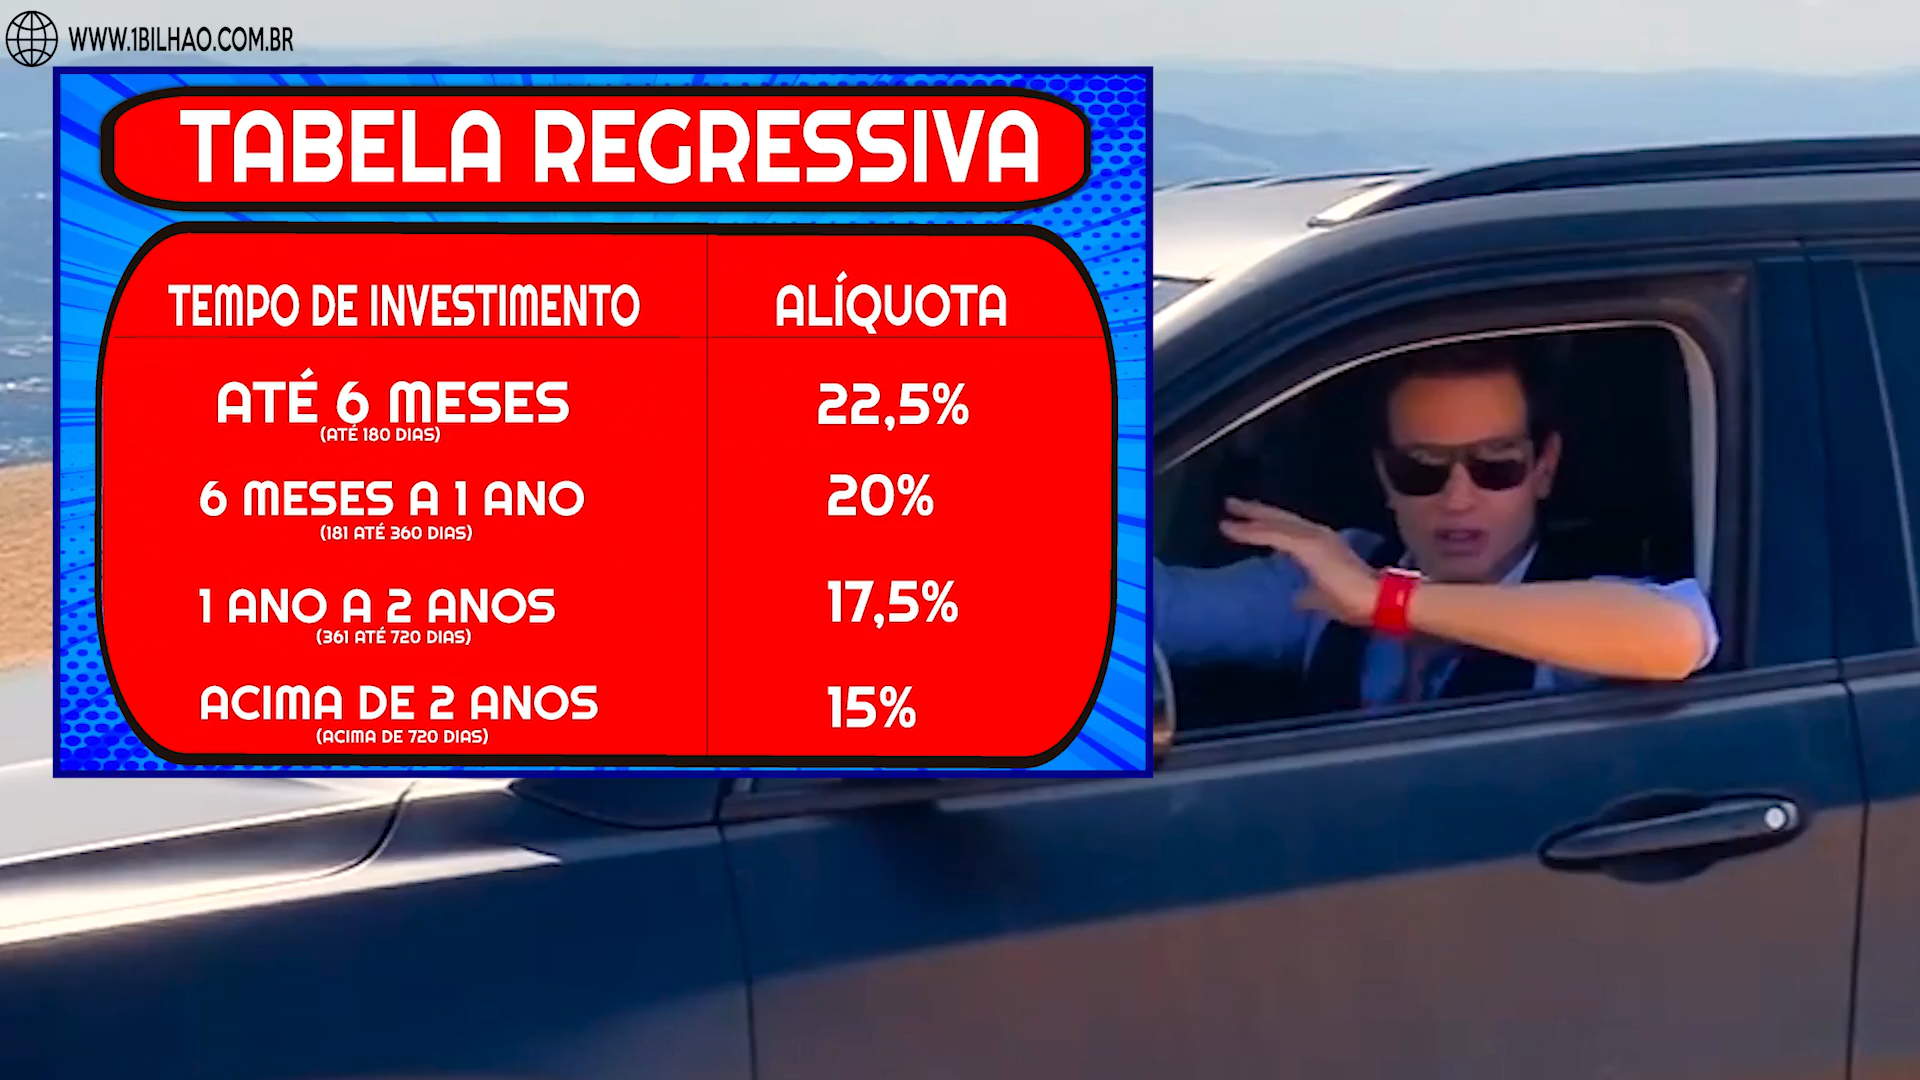 WWW.1BILHAO.COM.BR
TABELA REGRESSIVA
TEMPO DE INVESTIMENTO ALÍQUOTA
ATÉ 6 MESES 22,5%
(ATÉ 180 DIAS)
6 MESES A 1 ANO 20%
(181 ATÉ 360 DIAS)
1 ANO A 2 ANOS 17,5%
(361 ATÉ 720 DIAS)
ACIMA DE 2 ANOS 15%
(ACIMA DE 720 DIAS)